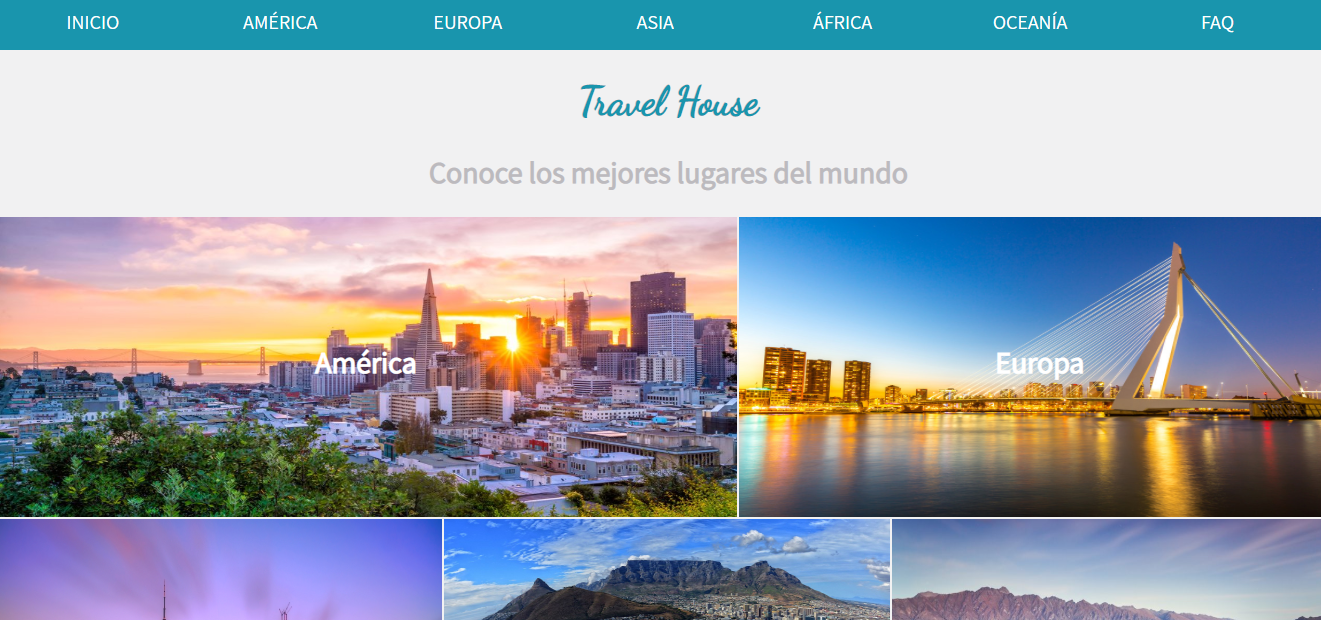 INICIO AMÉRICA EUROPA ASIA ÁFRICA OCEANÍA FAQ
Travel House
Conoce los mejores lugares del mundo
América Europa